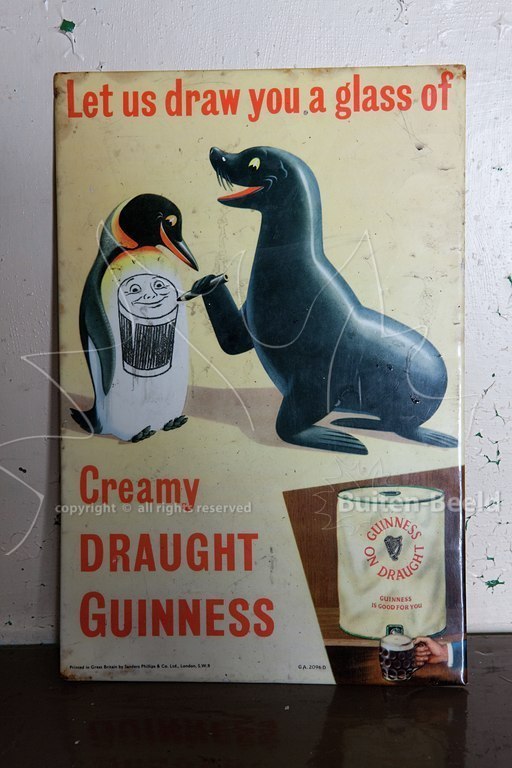 Let us draw you a glass of
Creamy
copyright © all rights reserved
Buiten-Beeld
DRAUGHT
GUINNESS
GUINNESS
ON DRAUGHT
GUINNESS
IS GOOD FOR YOU
Printed in Great Britain by Sanders Phillips & Co. Ltd., London, S.W.9
G.A. 2096.D